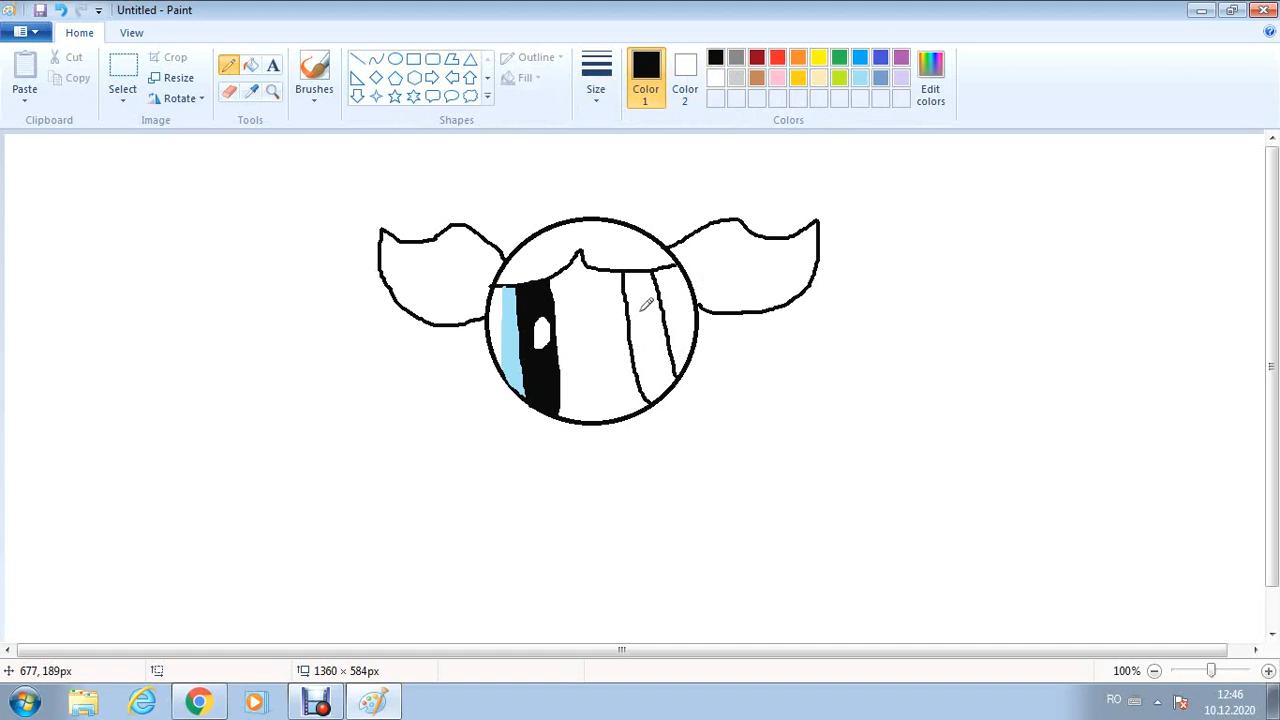 Untitled - Paint
Home View
Paste
Cut
Copy
Clipboard
Select
Crop
Resize
Rotate
Image
A
Tools
Brushes
Outline
Fill
Shapes
Size
Color 1
Color 2
Edit colors
Colors
677, 189px
1360 × 584px
100%
RO
12:46
10.12.2020